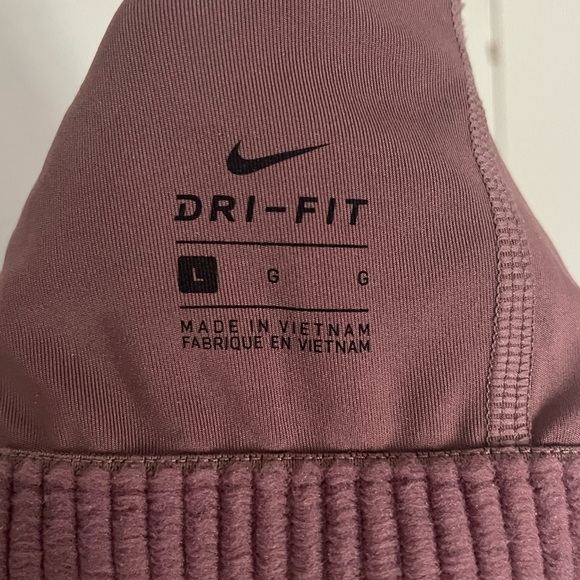 DRI-FIT
L G G
MADE IN VIETNAM
FABRIQUE EN VIETNAM